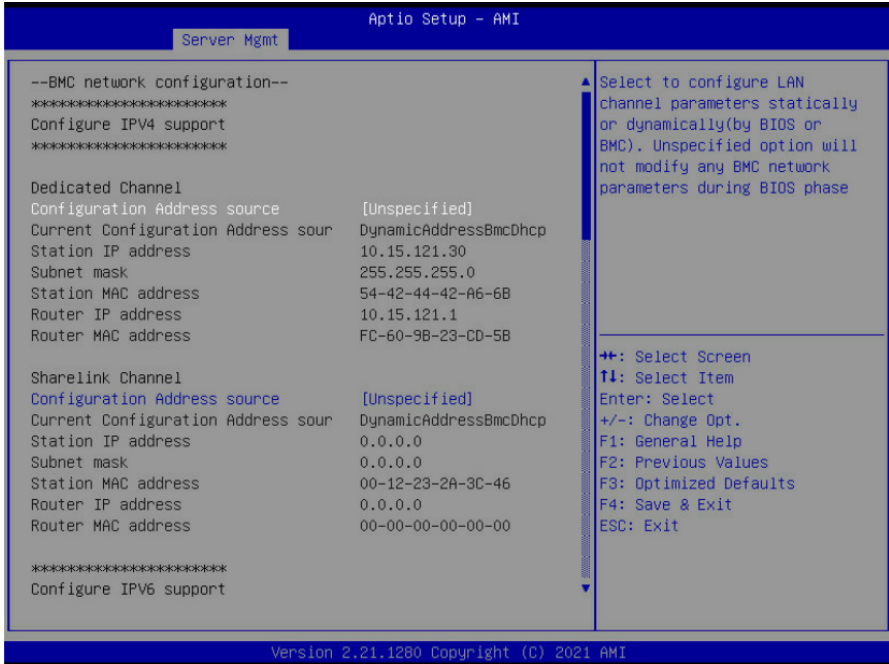 Aptio Setup - AMI
Server Mgmt
--BMC network configuration--
************************
Configure IPV4 support
************************
Dedicated Channel
Configuration Address source [Unspecified]
Current Configuration Address sour DynamicAddressBmcDhcp
Station IP address 10.15.121.30
Subnet mask 255.255.255.0
Station MAC address 54-42-44-42-A6-6B
Router IP address 10.15.121.1
Router MAC address FC-60-9B-23-CD-5B
Sharelink Channel
Configuration Address source [Unspecified]
Current Configuration Address sour DynamicAddressBmcDhcp
Station IP address 0.0.0.0
Subnet mask 0.0.0.0
Station MAC address 00-12-23-2A-3C-46
Router IP address 0.0.0.0
Router MAC address 00-00-00-00-00-00
************************
Configure IPV6 support
Select to configure LAN
channel parameters statically
or dynamically(by BIOS or
BMC). Unspecified option will
not modify any BMC network
parameters during BIOS phase
→←: Select Screen
↑↓: Select Item
Enter: Select
+/-: Change Opt.
F1: General Help
F2: Previous Values
F3: Optimized Defaults
F4: Save & Exit
ESC: Exit
Version 2.21.1280 Copyright (C) 2021 AMI